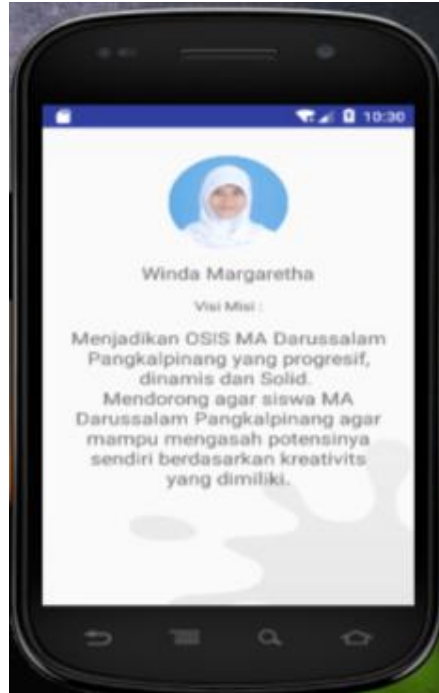 10:30
Winda Margaretha
Visi Misi :
Menjadikan OSIS MA Darussalam
Pangkalpinang yang progresif,
dinamis dan Solid.
Mendorong agar siswa MA
Darussalam Pangkalpinang agar
mampu mengasah potensinya
sendiri berdasarkan kreativits
yang dimiliki.